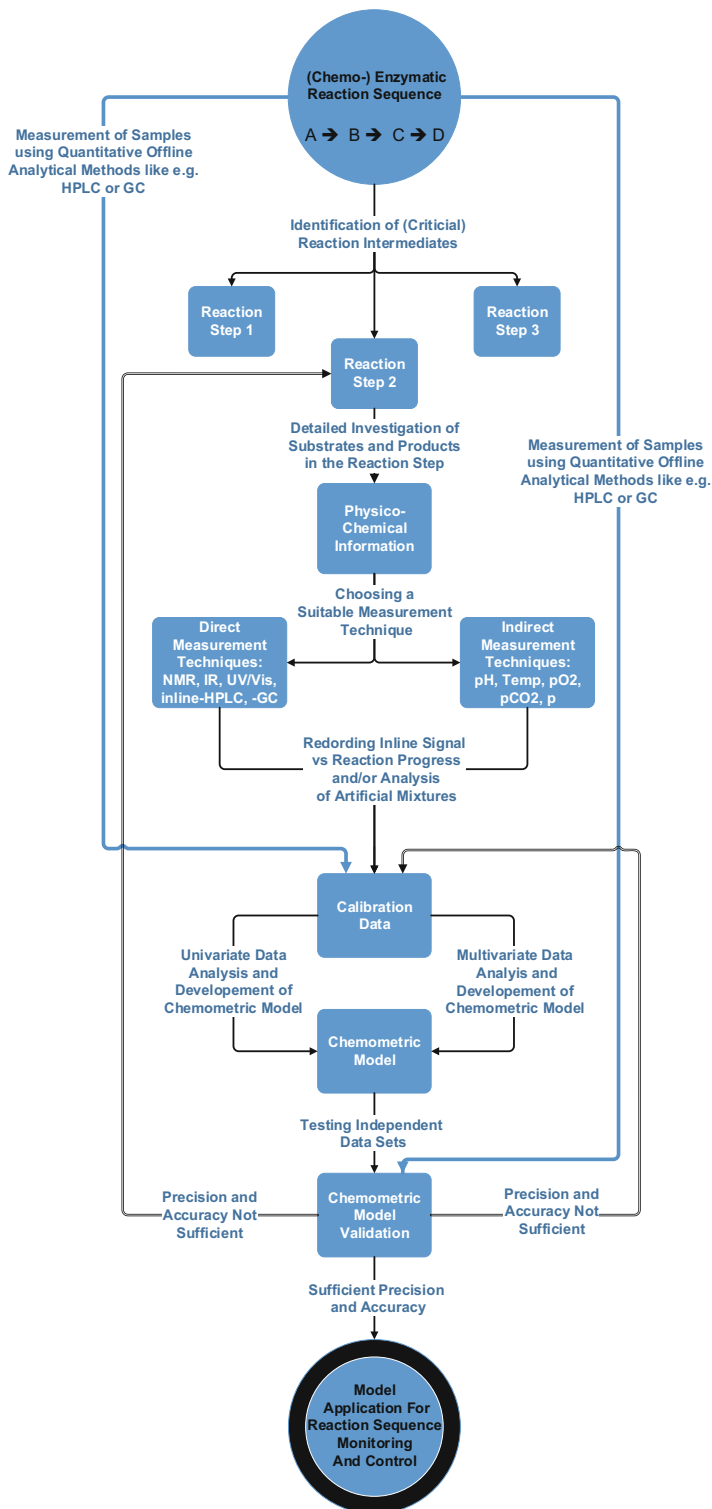 (Chemo-) Enzymatic
Reaction Sequence
A ➔ B ➔ C ➔ D
Measurement of Samples
using Quantitative Offline
Analytical Methods like e.g.
HPLC or GC
Identification of (Criticial)
Reaction Intermediates
Reaction
Step 1
Reaction
Step 3
Reaction
Step 2
Detailed Investigation of
Substrates and Products
in the Reaction Step
Measurement of Samples
using Quantitative Offline
Analytical Methods like e.g.
HPLC or GC
Physico-
Chemical
Information
Choosing a
Suitable Measurement
Technique
Direct
Measurement
Techniques:
NMR, IR, UV/Vis,
inline-HPLC, -GC
Indirect
Measurement
Techniques:
pH, Temp, pO2,
pCO2, p
Redording Inline Signal
vs Reaction Progress
and/or Analysis
of Artificial Mixtures
Calibration
Data
Univariate Data
Analysis and
Developement of
Chemometric Model
Multivariate Data
Analyis and
Developement of
Chemometric Model
Chemometric
Model
Testing Independent
Data Sets
Precision and
Accuracy Not
Sufficient
Chemometric
Model
Validation
Precision and
Accuracy Not
Sufficient
Sufficient Precision
and Accuracy
Model
Application For
Reaction Sequence
Monitoring
And Control